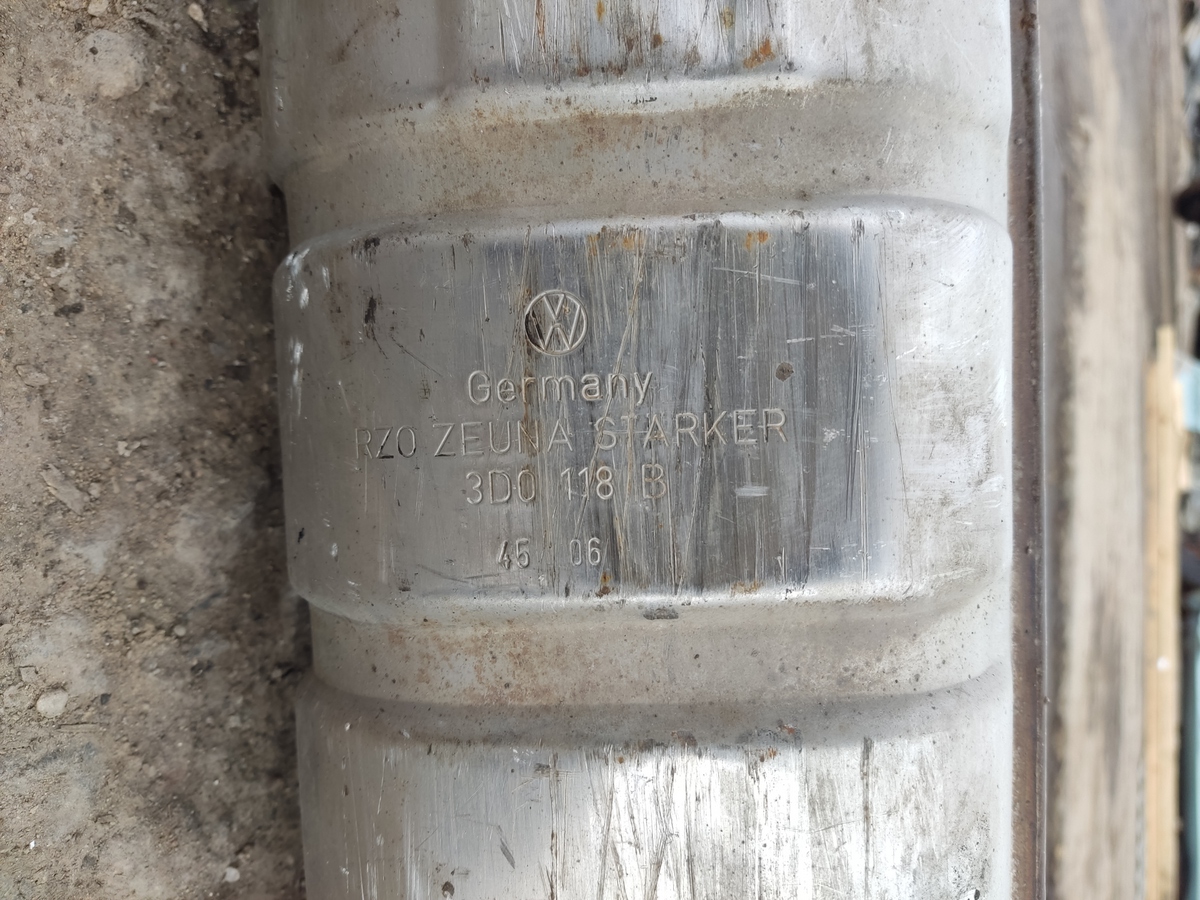 VW
Germany
RZO ZEUNA STARKER
3D0 118 B
45 06